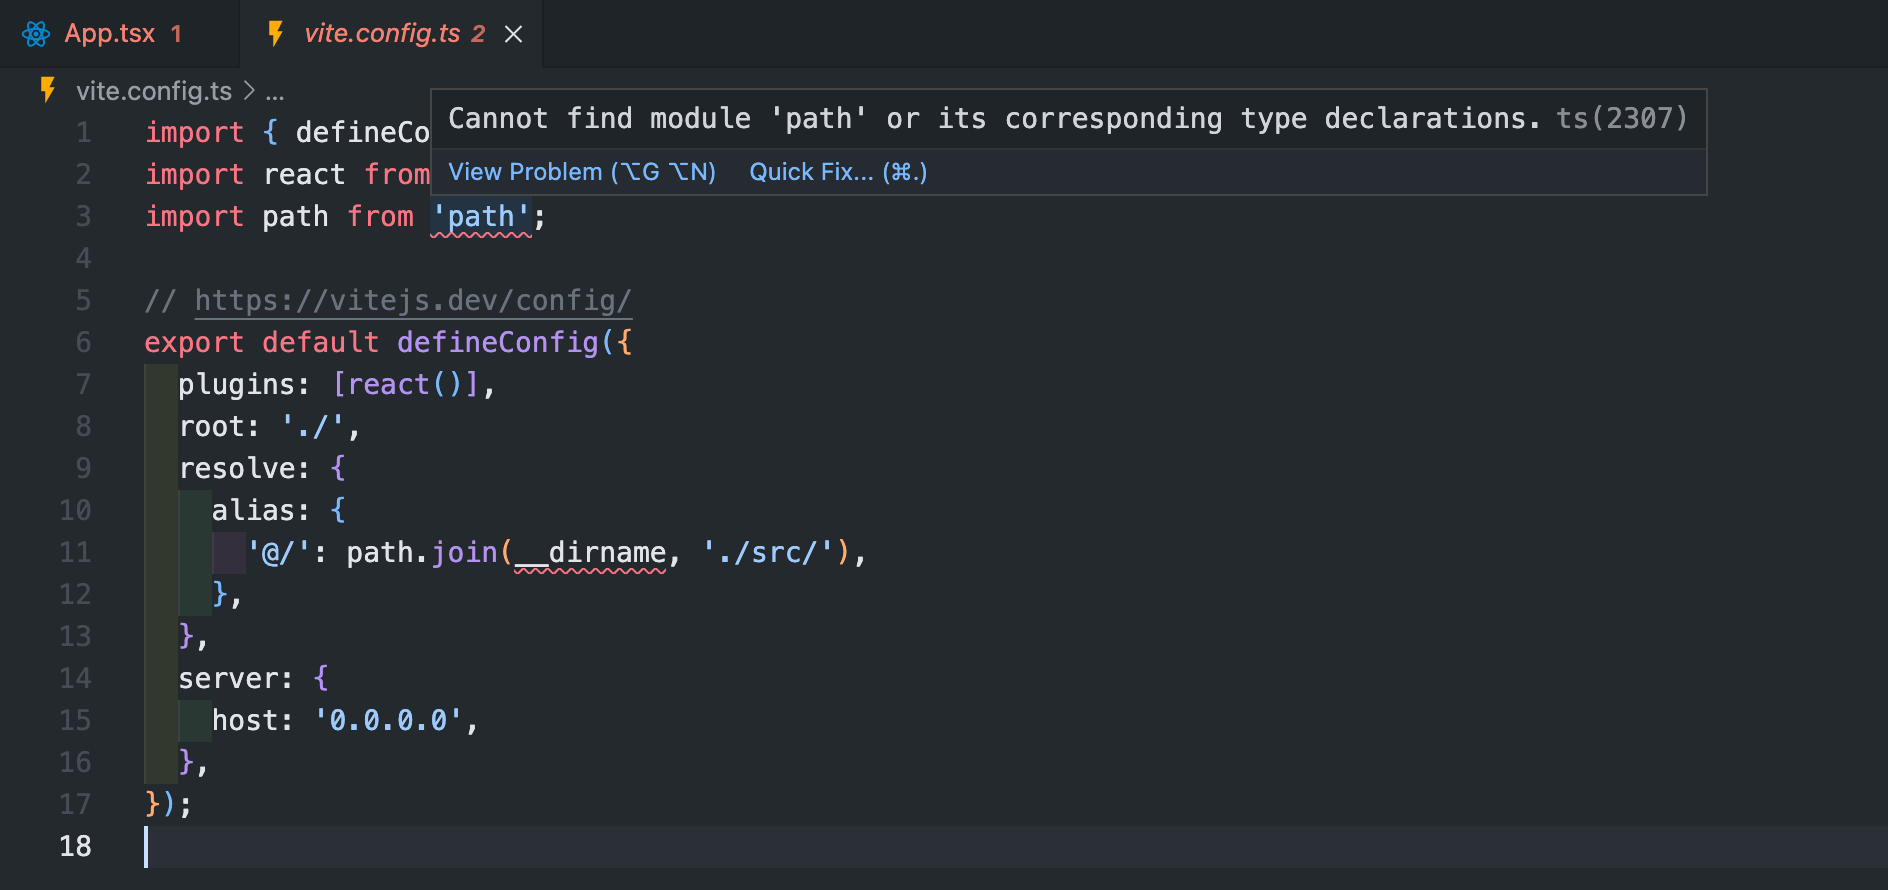 App.tsx 1
vite.config.ts 2
vite.config.ts > ...
Cannot find module 'path' or its corresponding type declarations. ts(2307)
View Problem (⌥G ⌥N) Quick Fix... (⌘.)
1 import { defineCo
2 import react from
3 import path from 'path';
4
5 // https://vitejs.dev/config/
6 export default defineConfig({
7 plugins: [react()],
8 root: './',
9 resolve: {
10 alias: {
11 '@/': path.join(__dirname, './src/'),
12 },
13 },
14 server: {
15 host: '0.0.0.0',
16 },
17 });
18